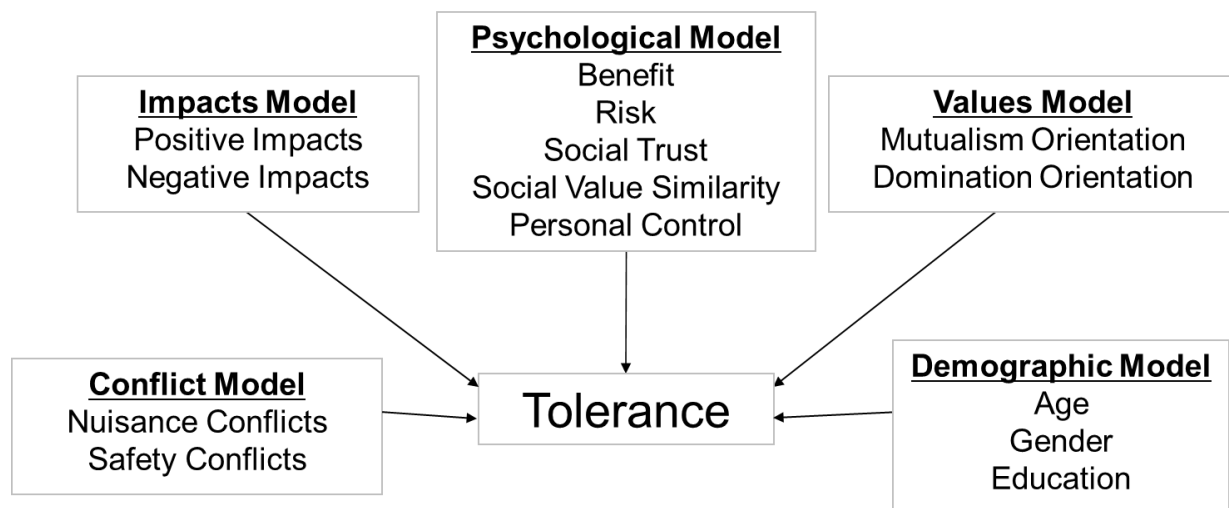 Psychological Model
Benefit
Risk
Social Trust
Social Value Similarity
Personal Control
Impacts Model
Positive Impacts
Negative Impacts
Values Model
Mutualism Orientation
Domination Orientation
Conflict Model
Nuisance Conflicts
Safety Conflicts
Tolerance
Demographic Model
Age
Gender
Education